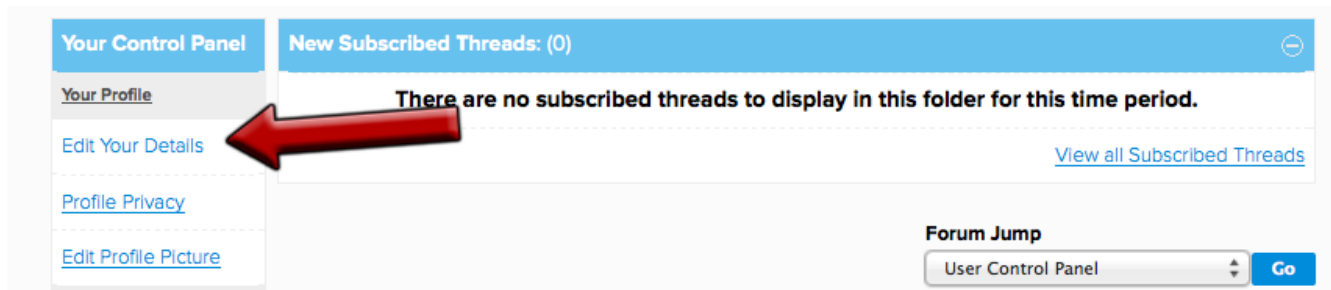 Your Control Panel
Your Profile
Edit Your Details
Profile Privacy
Edit Profile Picture
New Subscribed Threads: (0)
There are no subscribed threads to display in this folder for this time period.
View all Subscribed Threads
Forum Jump
User Control Panel
Go